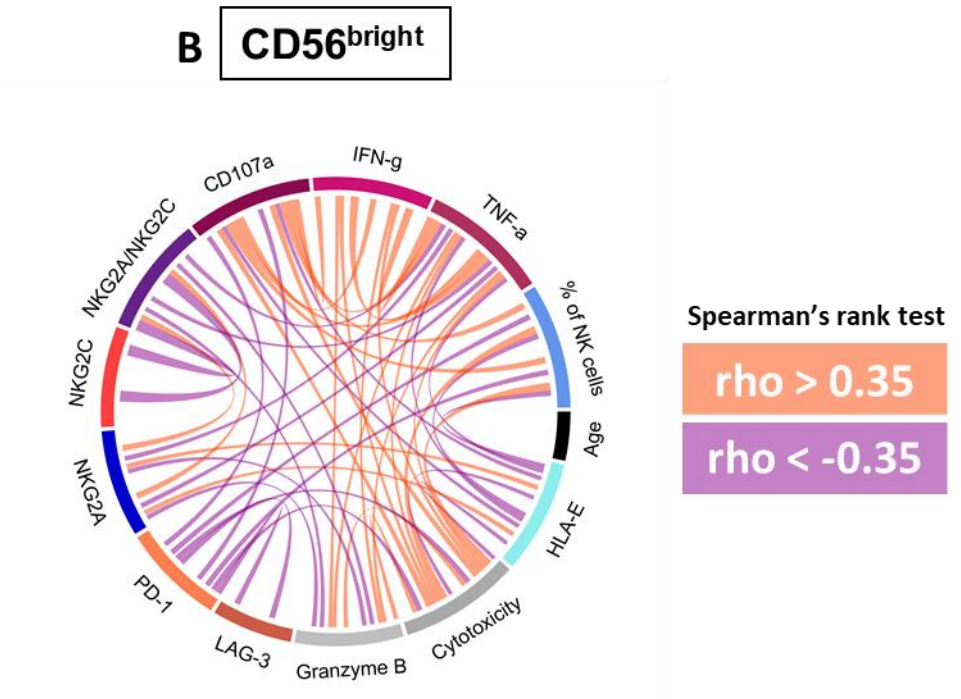 B CD56bright
IFN-g
CD107a
TNF-a
NKG2A/NKG2C
% of NK cells
NKG2C
Age
NKG2A
HLA-E
PD-1
Cytotoxicity
LAG-3
Granzyme B
Spearman’s rank test
rho > 0.35
rho < -0.35